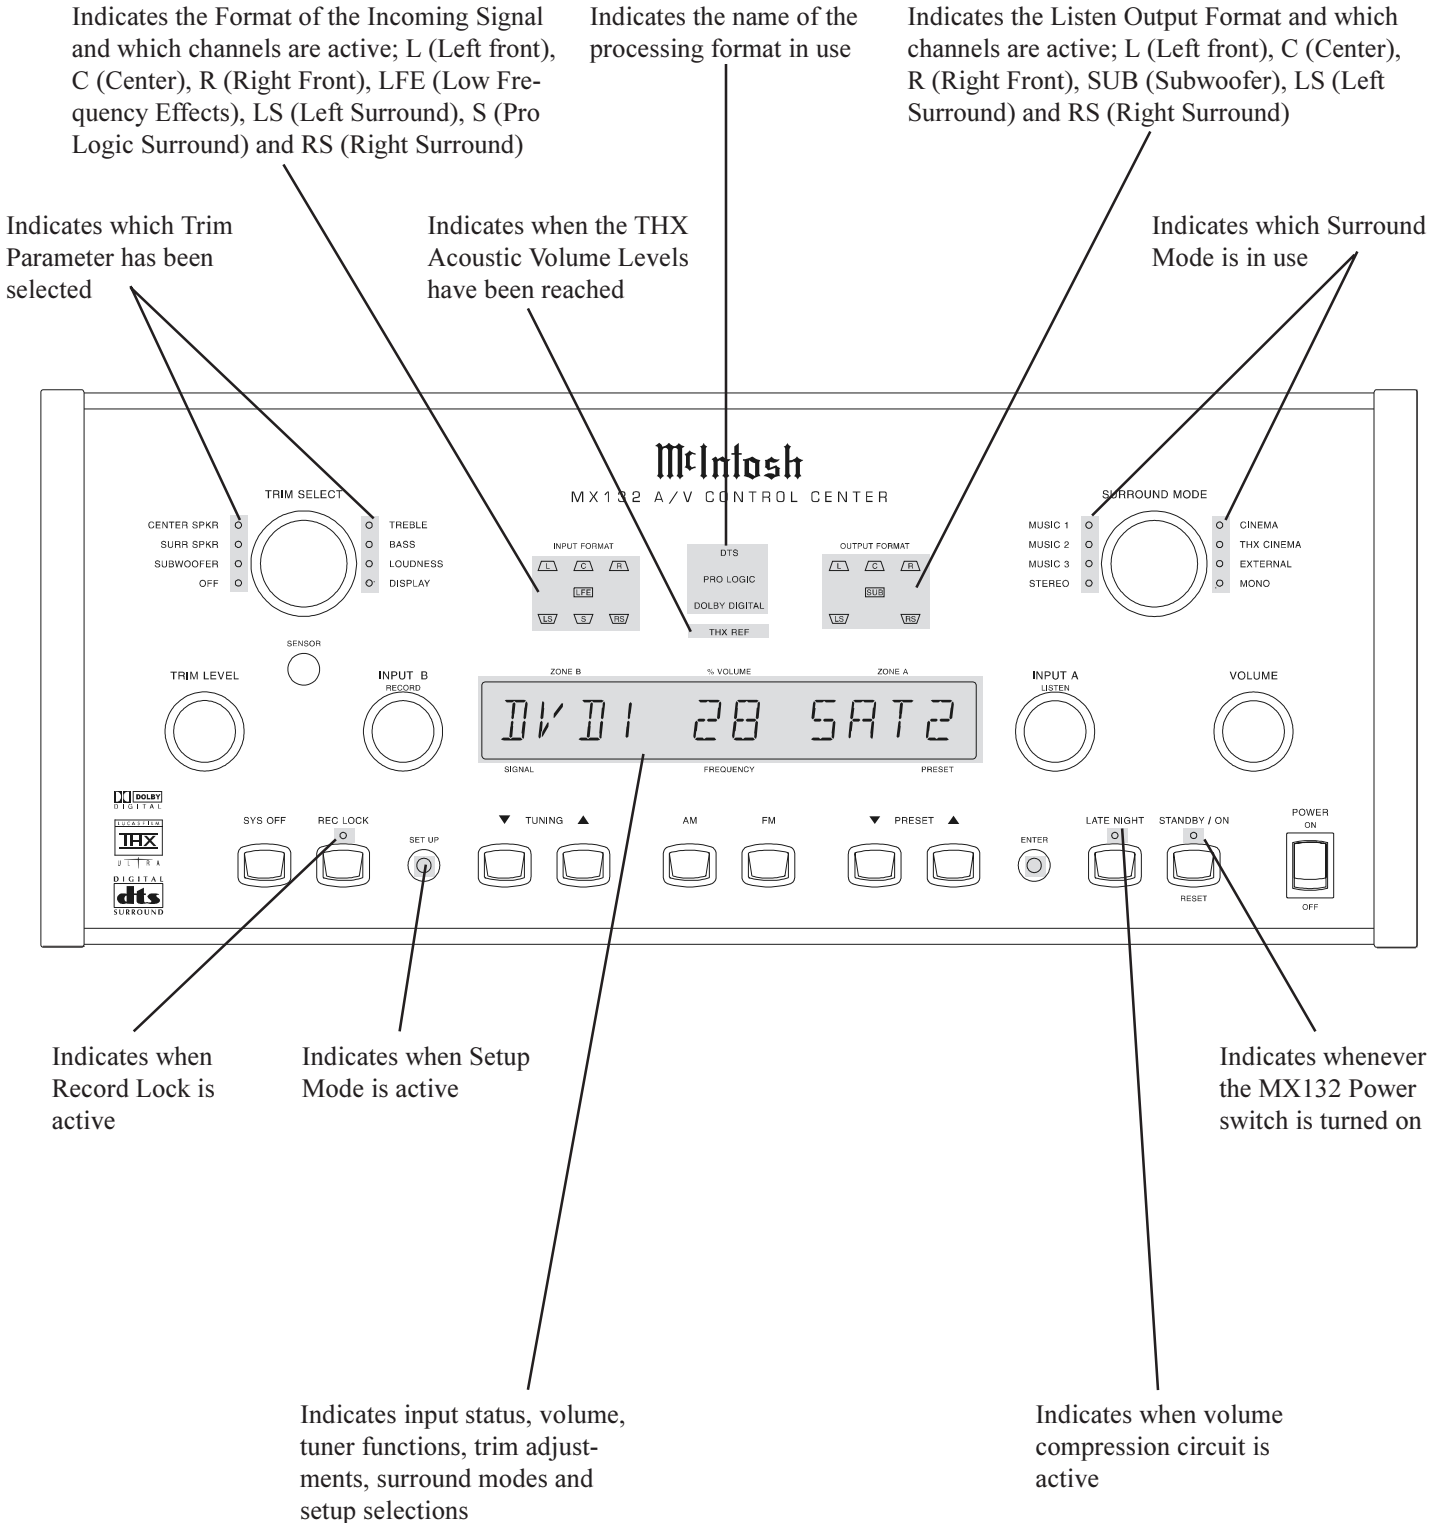 Indicates the Format of the Incoming Signal
and which channels are active; L (Left front),
C (Center), R (Right Front), LFE (Low Fre-
quency Effects), LS (Left Surround), S (Pro
Logic Surround) and RS (Right Surround)
Indicates the name of the
processing format in use
Indicates the Listen Output Format and which
channels are active; L (Left front), C (Center),
R (Right Front), SUB (Subwoofer), LS (Left
Surround) and RS (Right Surround)
Indicates which Trim
Parameter has been
selected
Indicates when the THX
Acoustic Volume Levels
have been reached
Indicates which Surround
Mode is in use
McIntosh
MX132 A/V CONTROL CENTER
TRIM SELECT
CENTER SPKR
SURR SPKR
SUBWOOFER
OFF
TREBLE
BASS
LOUDNESS
DISPLAY
INPUT FORMAT
L C R
LFE
LS S RS
DTS
PRO LOGIC
DOLBY DIGITAL
THX REF
OUTPUT FORMAT
L C R
SUB
LS RS
SURROUND MODE
MUSIC 1
MUSIC 2
MUSIC 3
STEREO
CINEMA
THX CINEMA
EXTERNAL
MONO
SENSOR
TRIM LEVEL
INPUT B
RECORD
ZONE B % VOLUME ZONE A
DVD1 28 SAT2
SIGNAL FREQUENCY PRESET
INPUT A
LISTEN
VOLUME
DOLBY
DIGITAL
LUCASFILM
THX
ULTRA
DIGITAL
dts
SURROUND
SYS OFF
REC LOCK
SET UP
▼ TUNING ▲
AM
FM
▼ PRESET ▲
ENTER
LATE NIGHT
STANDBY / ON
RESET
POWER
ON
OFF
Indicates when
Record Lock is
active
Indicates when Setup
Mode is active
Indicates whenever
the MX132 Power
switch is turned on
Indicates input status, volume,
tuner functions, trim adjust-
ments, surround modes and
setup selections
Indicates when volume
compression circuit is
active